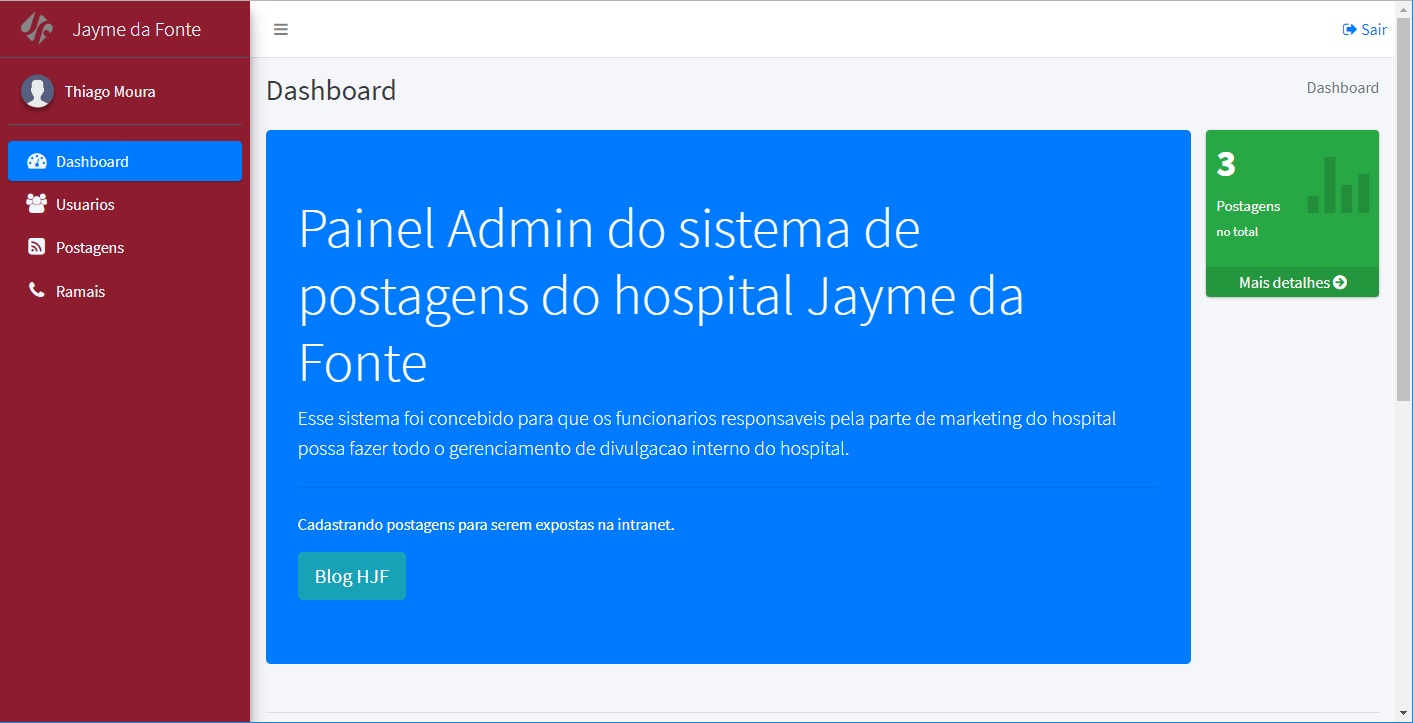 Jayme da Fonte
Sair
Thiago Moura
Dashboard
Dashboard
Dashboard
Usuarios
Postagens
Ramais
Painel Admin do sistema de
postagens do hospital Jayme da
Fonte
Esse sistema foi concebido para que os funcionarios responsaveis pela parte de marketing do hospital
possa fazer todo o gerenciamento de divulgacao interno do hospital.
Cadastrando postagens para serem expostas na intranet.
Blog HJF
3
Postagens
no total
Mais detalhes